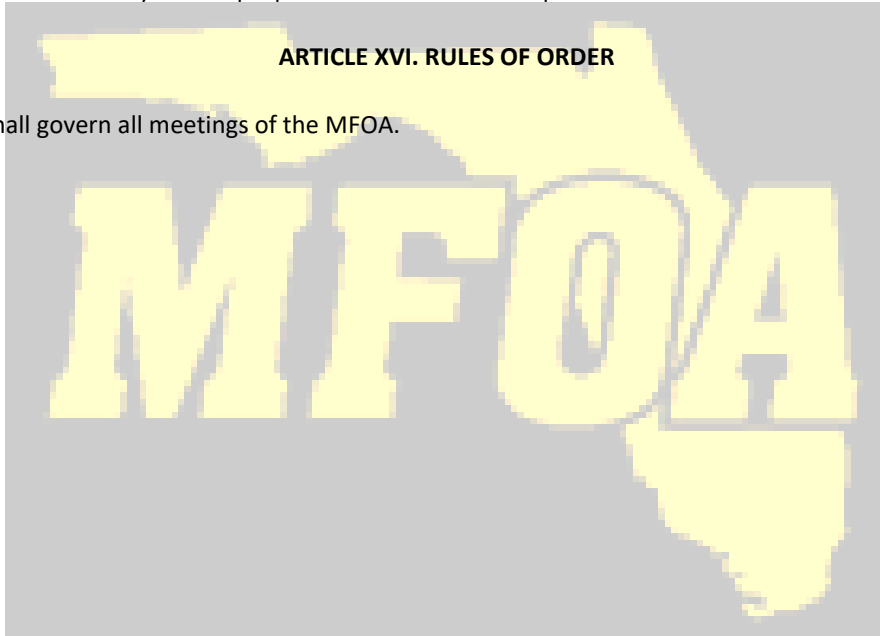 ARTICLE XVI. RULES OF ORDER
hall govern all meetings of the MFOA.
MFOA